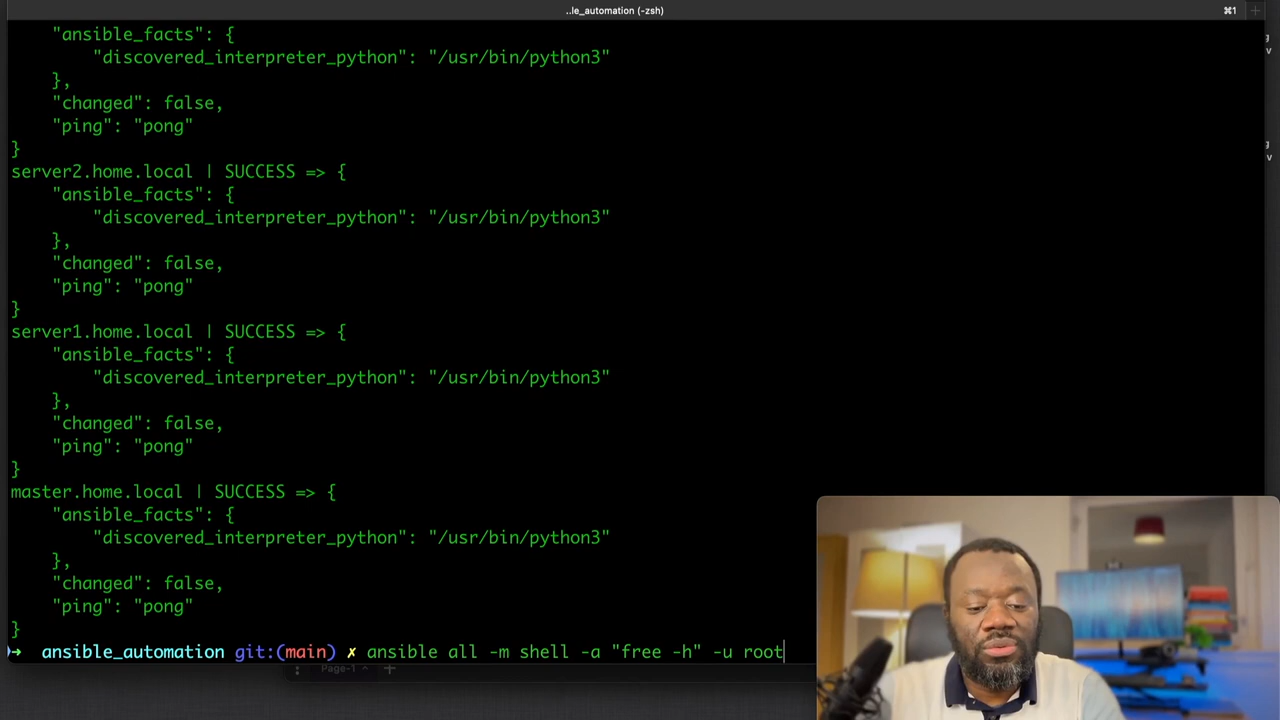 ..le_automation (-zsh)
⌘1
"ansible_facts": {
"discovered_interpreter_python": "/usr/bin/python3"
},
"changed": false,
"ping": "pong"
}
server2.home.local | SUCCESS => {
"ansible_facts": {
"discovered_interpreter_python": "/usr/bin/python3"
},
"changed": false,
"ping": "pong"
}
server1.home.local | SUCCESS => {
"ansible_facts": {
"discovered_interpreter_python": "/usr/bin/python3"
},
"changed": false,
"ping": "pong"
}
master.home.local | SUCCESS => {
"ansible_facts": {
"discovered_interpreter_python": "/usr/bin/python3"
},
"changed": false,
"ping": "pong"
}
→ ansible_automation git:(main) ✗ ansible all -m shell -a "free -h" -u root
Page-1